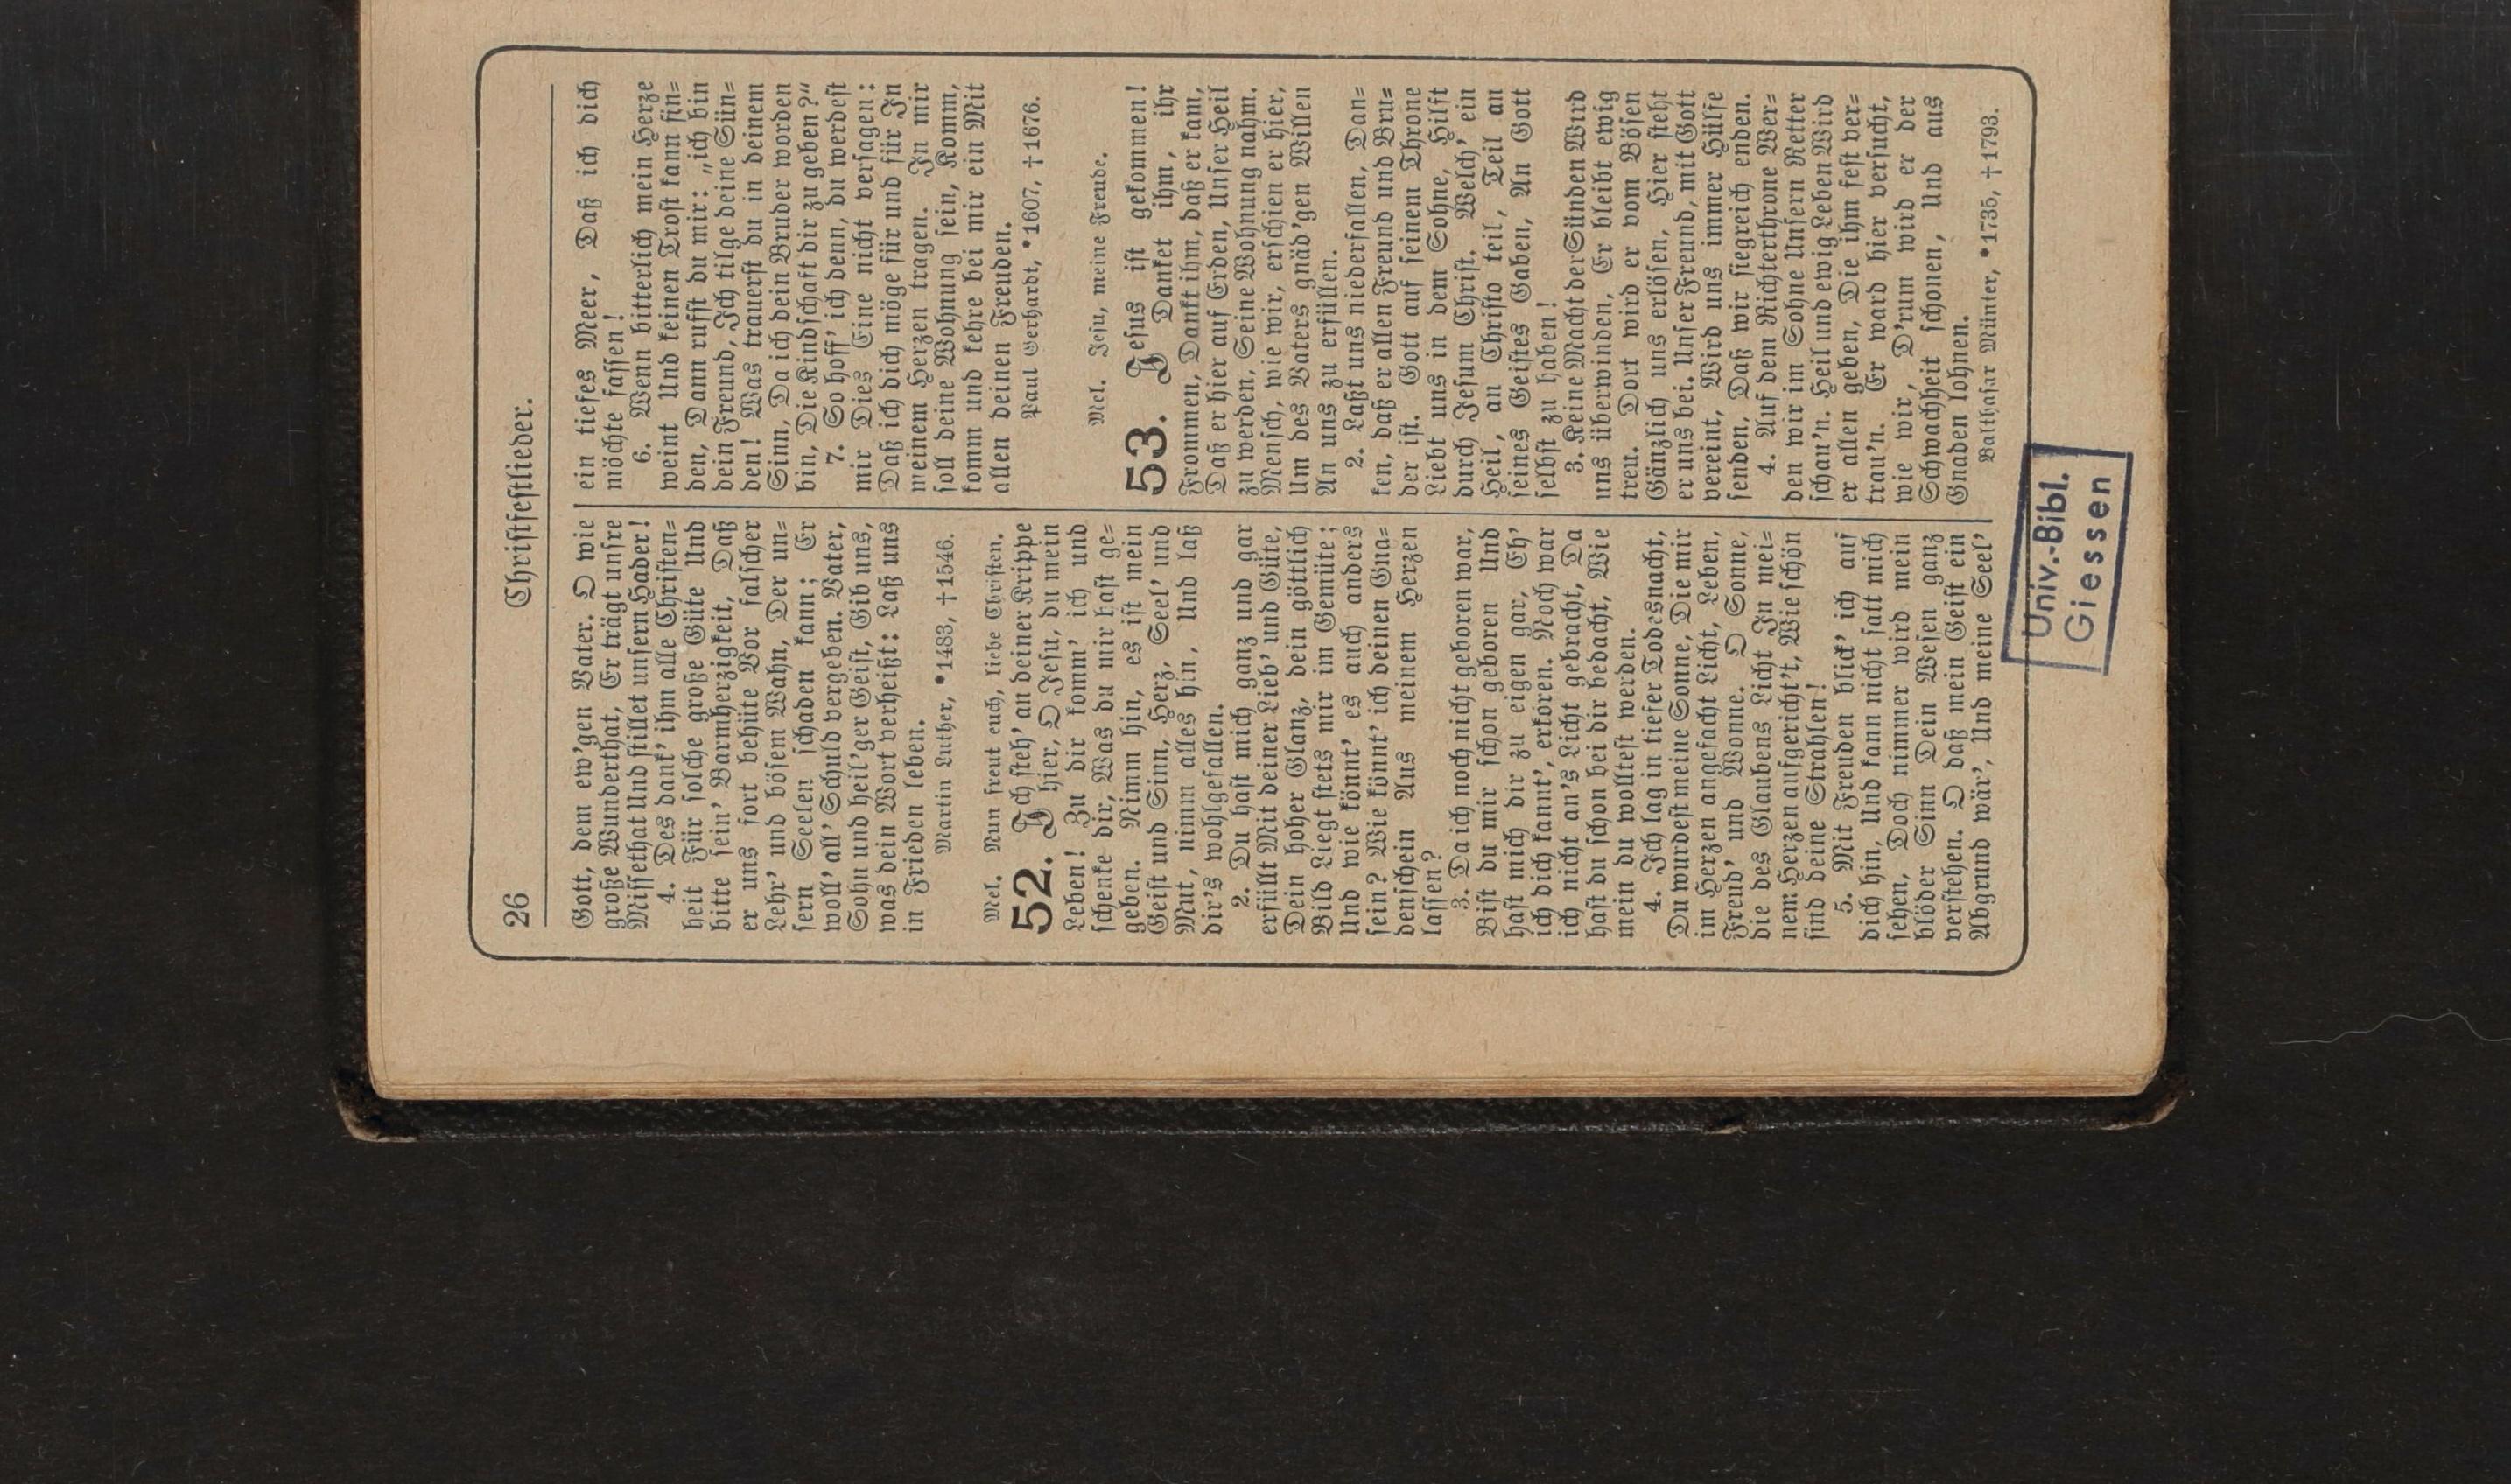 26
Christfestlieder.
Gott, dem ew'gen Vater. O wie
große Wunderthat, Er trägt unsre
Missethat Und stillet unsern Hader!
4. Des dank' ihm alle Christen=
heit Für solche große Güte Und
bitte sein' Barmherzigkeit, Daß
er uns fort behüte Vor falscher
Lehr' und bösem Wahn, Der un=
sern Seelen schaden kann; Er
woll' all' Schuld vergeben. Vater,
Sohn und heil'ger Geist, Gib uns,
was dein Wort verheißt: Laß uns
in Frieden leben.
Martin Luther, *1483, †1546.
Mel. Nun freut euch, liebe Christen.
52. Ich steh' an deiner Krippe
hier, O Jesu, du mein
Leben! Zu dir komm' ich und
schenke dir, Was du mir hast ge=
geben. Nimm hin, es ist mein
Geist und Sinn, Herz, Seel' und
Mut, nimm alles hin, Und laß
dir's wohlgefallen.
2. Du hast mich ganz und gar
erfüllt Mit deiner Lieb' und Güte,
Dein hoher Glanz, dein göttlich
Bild Liegt stets mir im Gemüte;
Und wie könnt' es auch anders
sein? Wie könnt' ich deinen Gna=
denschein Aus meinem Herzen
lassen?
3. Da ich noch nicht geboren war,
Bist du mir schon geboren Und
hast mich dir zu eigen gar, Eh'
ich dich kannt', erkoren. Noch war
ich nicht an's Licht gebracht, Da
hast du schon bei dir bedacht, Wie
mein du wolltest werden.
4. Ich lag in tiefer Todesnacht,
Du wurdest meine Sonne, Die mir
im Herzen angefacht Licht, Leben,
Freud' und Wonne. O Sonne,
die des Glaubens Licht In mei=
nem Herzen aufgericht't, Wie schön
sind deine Strahlen!
5. Mit Freuden blick' ich auf
dich hin, Und kann nicht satt mich
sehen, Doch nimmer wird mein
blöder Sinn Dein Wesen ganz
verstehen. O daß mein Geist ein
Abgrund wär', Und meine Seel'
ein tiefes Meer, Daß ich dich
möchte fassen!
6. Wenn bitterlich mein Herze
weint Und keinen Trost kann fin=
den, Dann rufst du mir: „ich bin
dein Freund, Ich tilge deine Sün=
den! Was trauerst du in deinem
Sinn, Da ich dein Bruder worden
bin, Die Kindschaft dir zu geben?“
7. So hoff' ich denn, du werdest
mir Dies Eine nicht versagen:
Daß ich dich möge für und für In
meinem Herzen tragen. In mir
soll deine Wohnung sein, Komm,
komm und kehre bei mir ein Mit
allen deinen Freuden.
Paul Gerhardt, *1607, †1676.
Mel. Jesu, meine Freude.
53. Jesus ist gekommen!
Danket ihm, ihr
Frommen, Dankt ihm, daß er kam,
Daß er hier auf Erden, Unser Heil
zu werden, Seine Wohnung nahm.
Mensch, wie wir, erschien er hier,
Um des Vaters gnäd'gen Willen
An uns zu erfüllen.
2. Laßt uns niederfallen, Dan=
ken, daß er allen Freund und Bru=
der ist. Gott auf seinem Throne
Liebt uns in dem Sohne, Hilft
durch Jesum Christ. Welch' ein
Heil, an Christo teil, Teil an
seines Geistes Gaben, An Gott
selbst zu haben!
3. Keine Macht der Sünden Wird
uns überwinden, Er bleibt ewig
treu. Dort wird er vom Bösen
Gänzlich uns erlösen, Hier steht
er uns bei. Unser Freund, mit Gott
vereint, Wird uns immer Hülfe
senden, Daß wir siegreich enden.
4. Auf dem Richterthrone Wer=
den wir im Sohne Unsern Retter
schau'n. Heil und ewig Leben Wird
er allen geben, Die ihm fest ver=
trau'n. Er ward hier versucht,
wie wir, D'rum wird er der
Schwachheit schonen, Und aus
Gnaden lohnen.
Balthasar Münter, *1735, †1793.
Univ.-Bibl.
Giessen